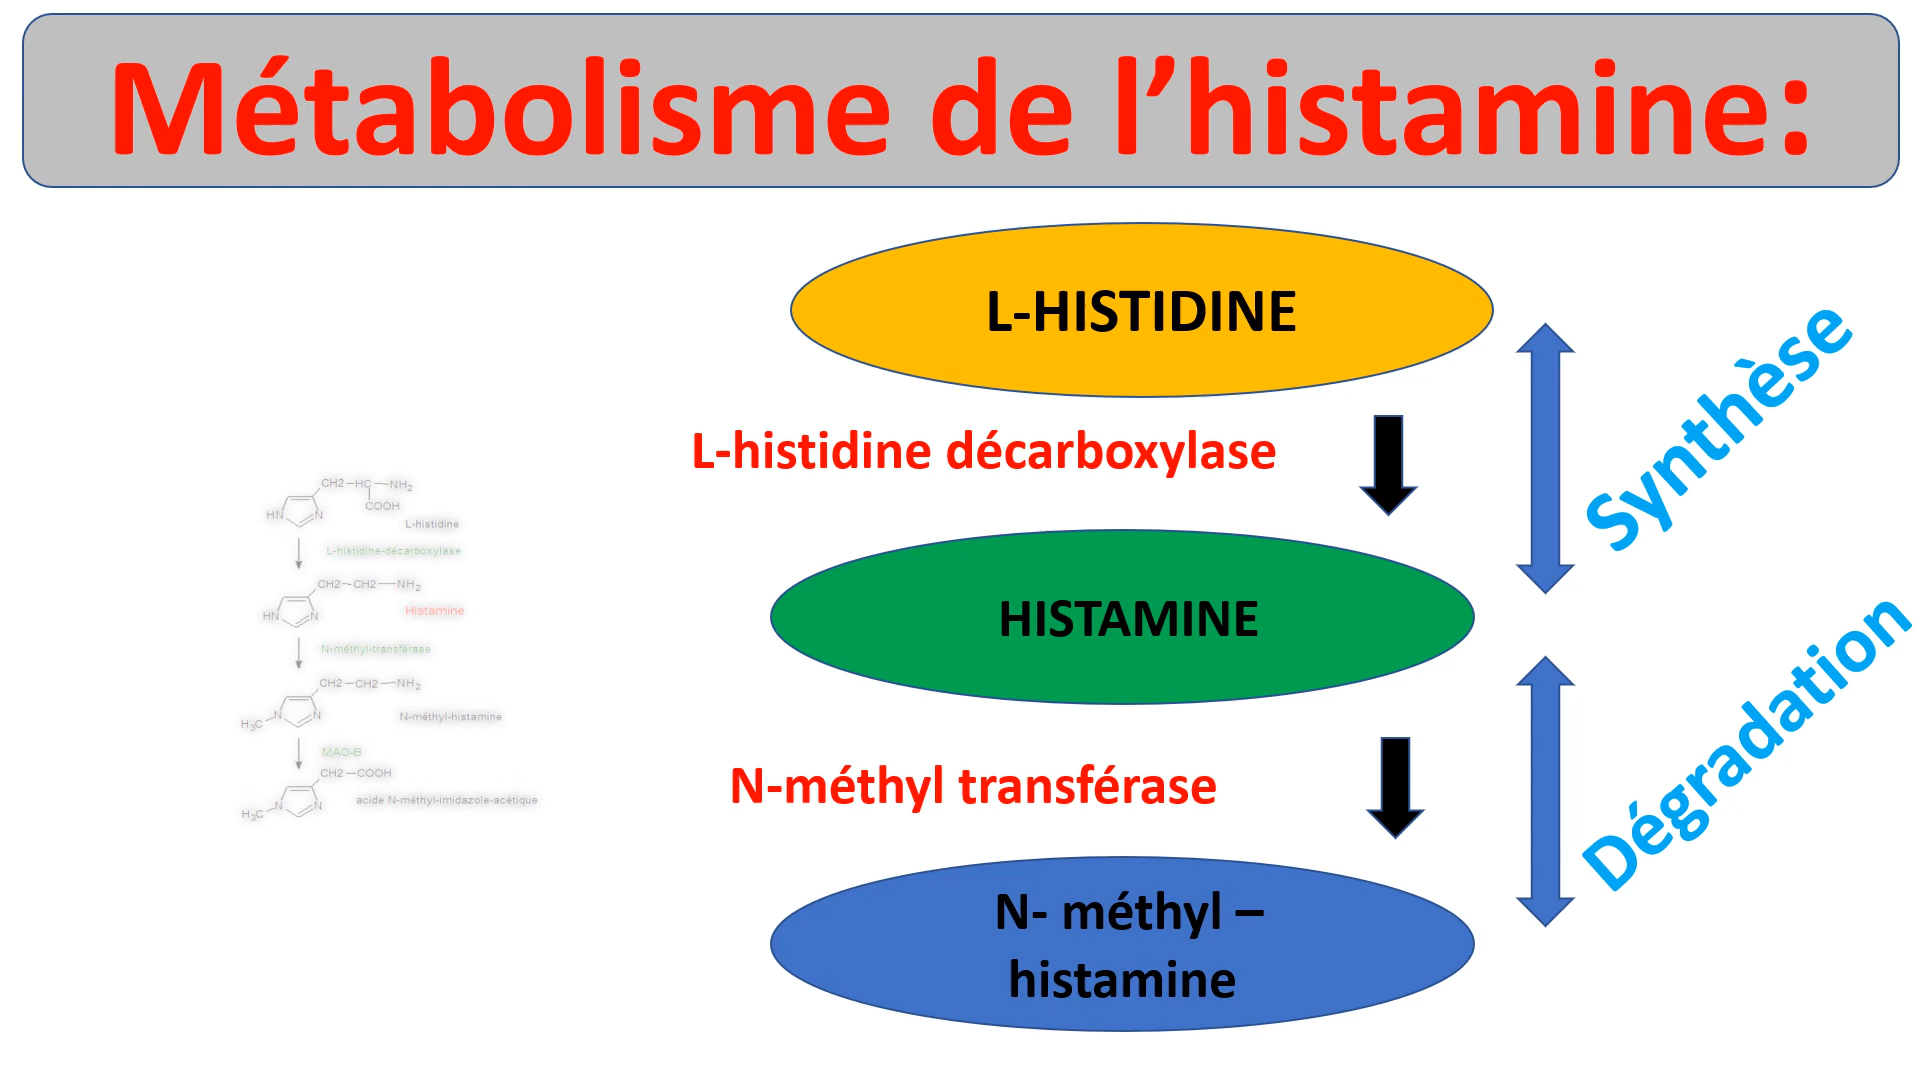 Métabolisme de l’histamine:
L-HISTIDINE
L-histidine décarboxylase
HISTAMINE
N-méthyl transférase
N- méthyl –
histamine
Synthèse
Dégradation
CH2 HC NH2
COOH
HN N
L-histidine
L-histidine-décarboxylase
CH2 CH2 NH2
HN N
Histamine
N-méthyl-transférase
CH2 CH2 NH2
H3C N N
N-méthyl-histamine
MAO-B
CH2 COOH
H3C N N
acide N-méthyl-imidazole-acétique